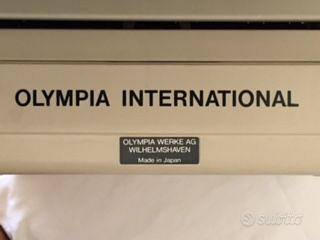 OLYMPIA INTERNATIONAL
OLYMPIA WERKE AG
WILHELMSHAVEN
Made in Japan
subito